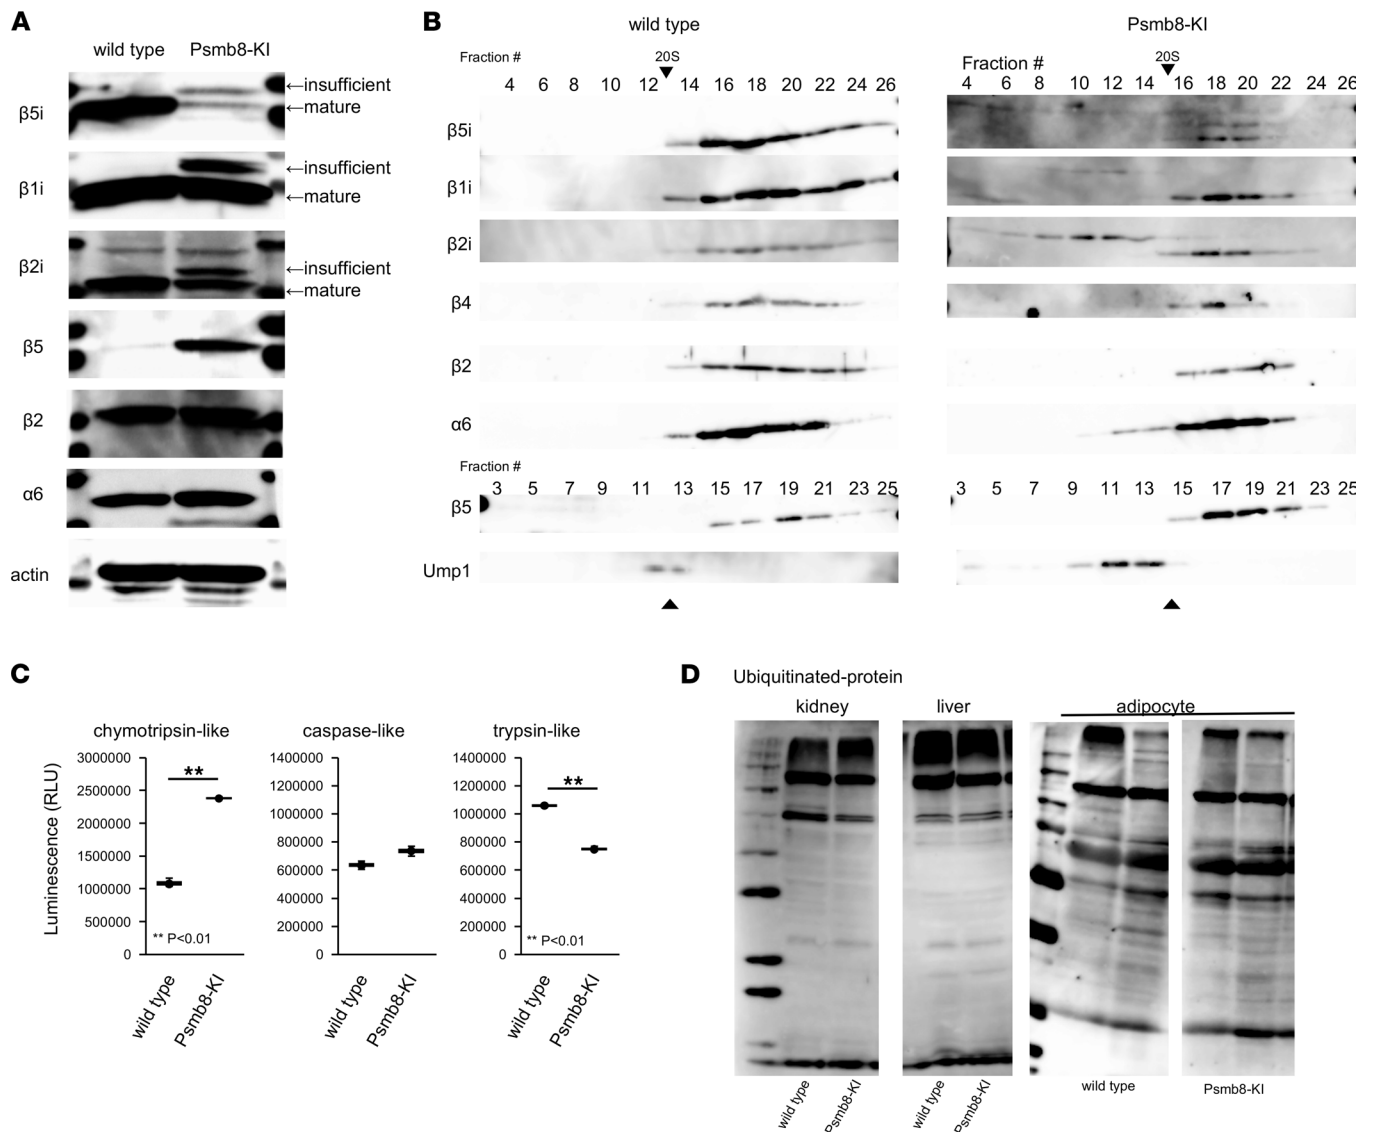 A
wild type Psmb8-KI
β5i
←insufficient
←mature
β1i
←insufficient
←mature
β2i
←insufficient
←mature
β5
β2
α6
actin
B
wild type
Psmb8-KI
Fraction #
20S
4 6 8 10 12 14 16 18 20 22 24 26
Fraction #
20S
4 6 8 10 12 14 16 18 20 22 26
β5i
β1i
β2i
β4
β2
α6
Fraction #
3 5 7 9 11 13 15 17 19 21 23 25
3 5 7 9 11 13 15 17 19 21 23 25
β5
Ump1
C
Luminescence (RLU)
chymotripsin-like
3000000
2500000
2000000
1500000
1000000
500000
0
**
** P<0.01
wild type
Psmb8-KI
caspase-like
1400000
1200000
1000000
800000
600000
400000
200000
0
wild type
Psmb8-KI
trypsin-like
1400000
1200000
1000000
800000
600000
400000
200000
0
**
** P<0.01
wild type
Psmb8-KI
D
Ubiquitinated-protein
kidney
liver
adipocyte
wild type
Psmb8-KI
wild type
Psmb8-KI
wild type
Psmb8-KI